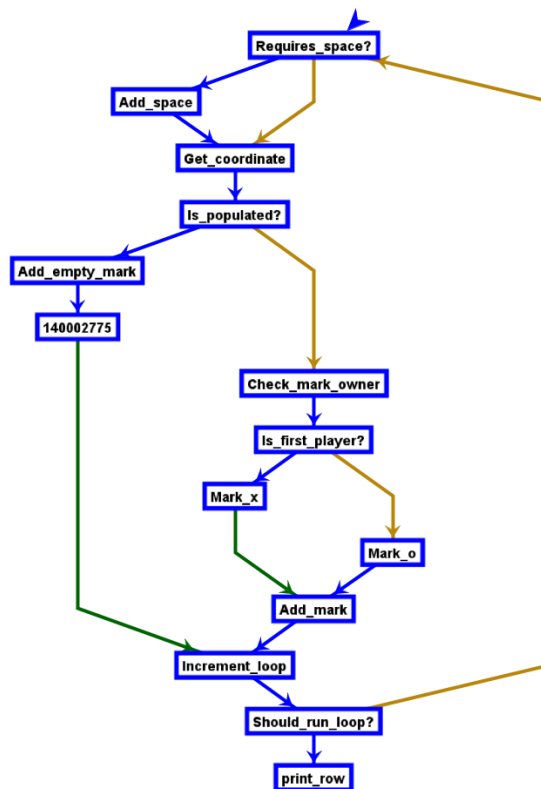 Requires_space?
Add_space
Get_coordinate
Is_populated?
Add_empty_mark
140002775
Check_mark_owner
Is_first_player?
Mark_x
Mark_o
Add_mark
Increment_loop
Should_run_loop?
print_row